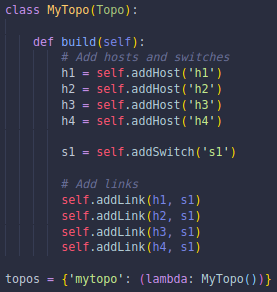 class MyTopo(Topo):
def build(self):
# Add hosts and switches
h1 = self.addHost('h1')
h2 = self.addHost('h2')
h3 = self.addHost('h3')
h4 = self.addHost('h4')
s1 = self.addSwitch('s1')
# Add links
self.addLink(h1, s1)
self.addLink(h2, s1)
self.addLink(h3, s1)
self.addLink(h4, s1)
topos = {'mytopo': (lambda: MyTopo())}